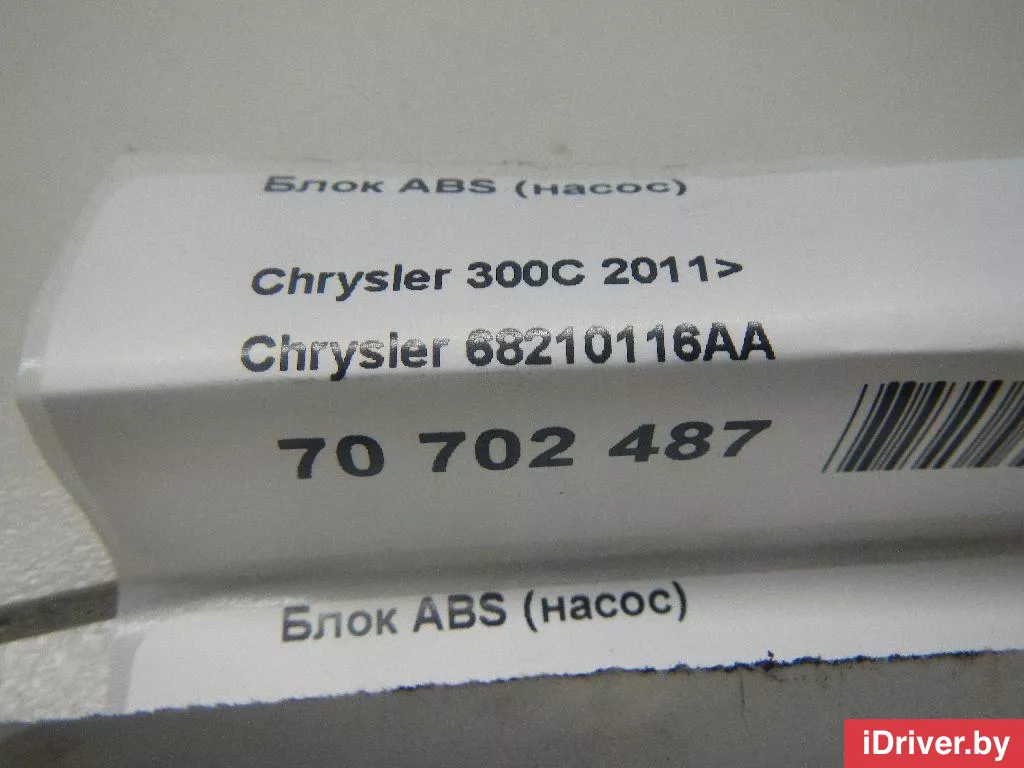 Блок ABS (насос)
Chrysler 300C 2011>
Chrysler 68210116AA
70 702 487
Блок ABS (насос)
iDriver.by